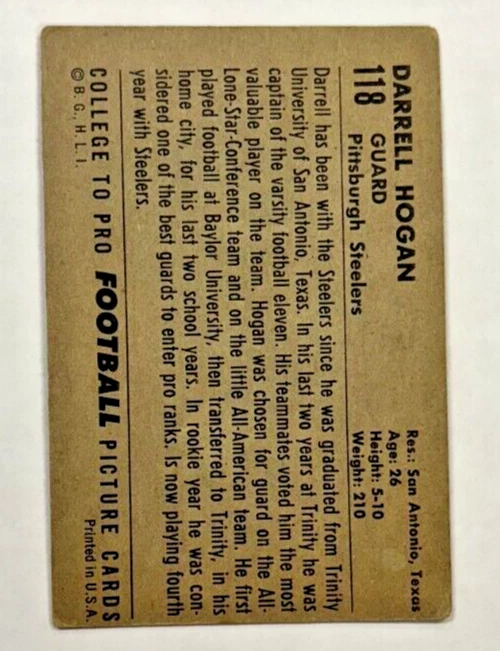 DARRELL HOGAN
118 GUARD
Pittsburgh Steelers
Res.: San Antonio, Texas
Age: 26
Height: 5-10
Weight: 210
Darrell has been with the Steelers since he was graduated from Trinity
University of San Antonio, Texas. In his last two years at Trinity he was
captain of the varsity football eleven. His teammates voted him the most
valuable player on the team. Hogan was chosen for guard on the All-
Lone-Star-Conference team and on the little All-American team. He first
played football at Baylor University, then transferred to Trinity, in his
home city, for his last two school years. In rookie year he was con-
sidered one of the best guards to enter pro ranks. Is now playing fourth
year with Steelers.
COLLEGE TO PRO FOOTBALL PICTURE CARDS
© B. G., H. L. I.
Printed in U.S.A.